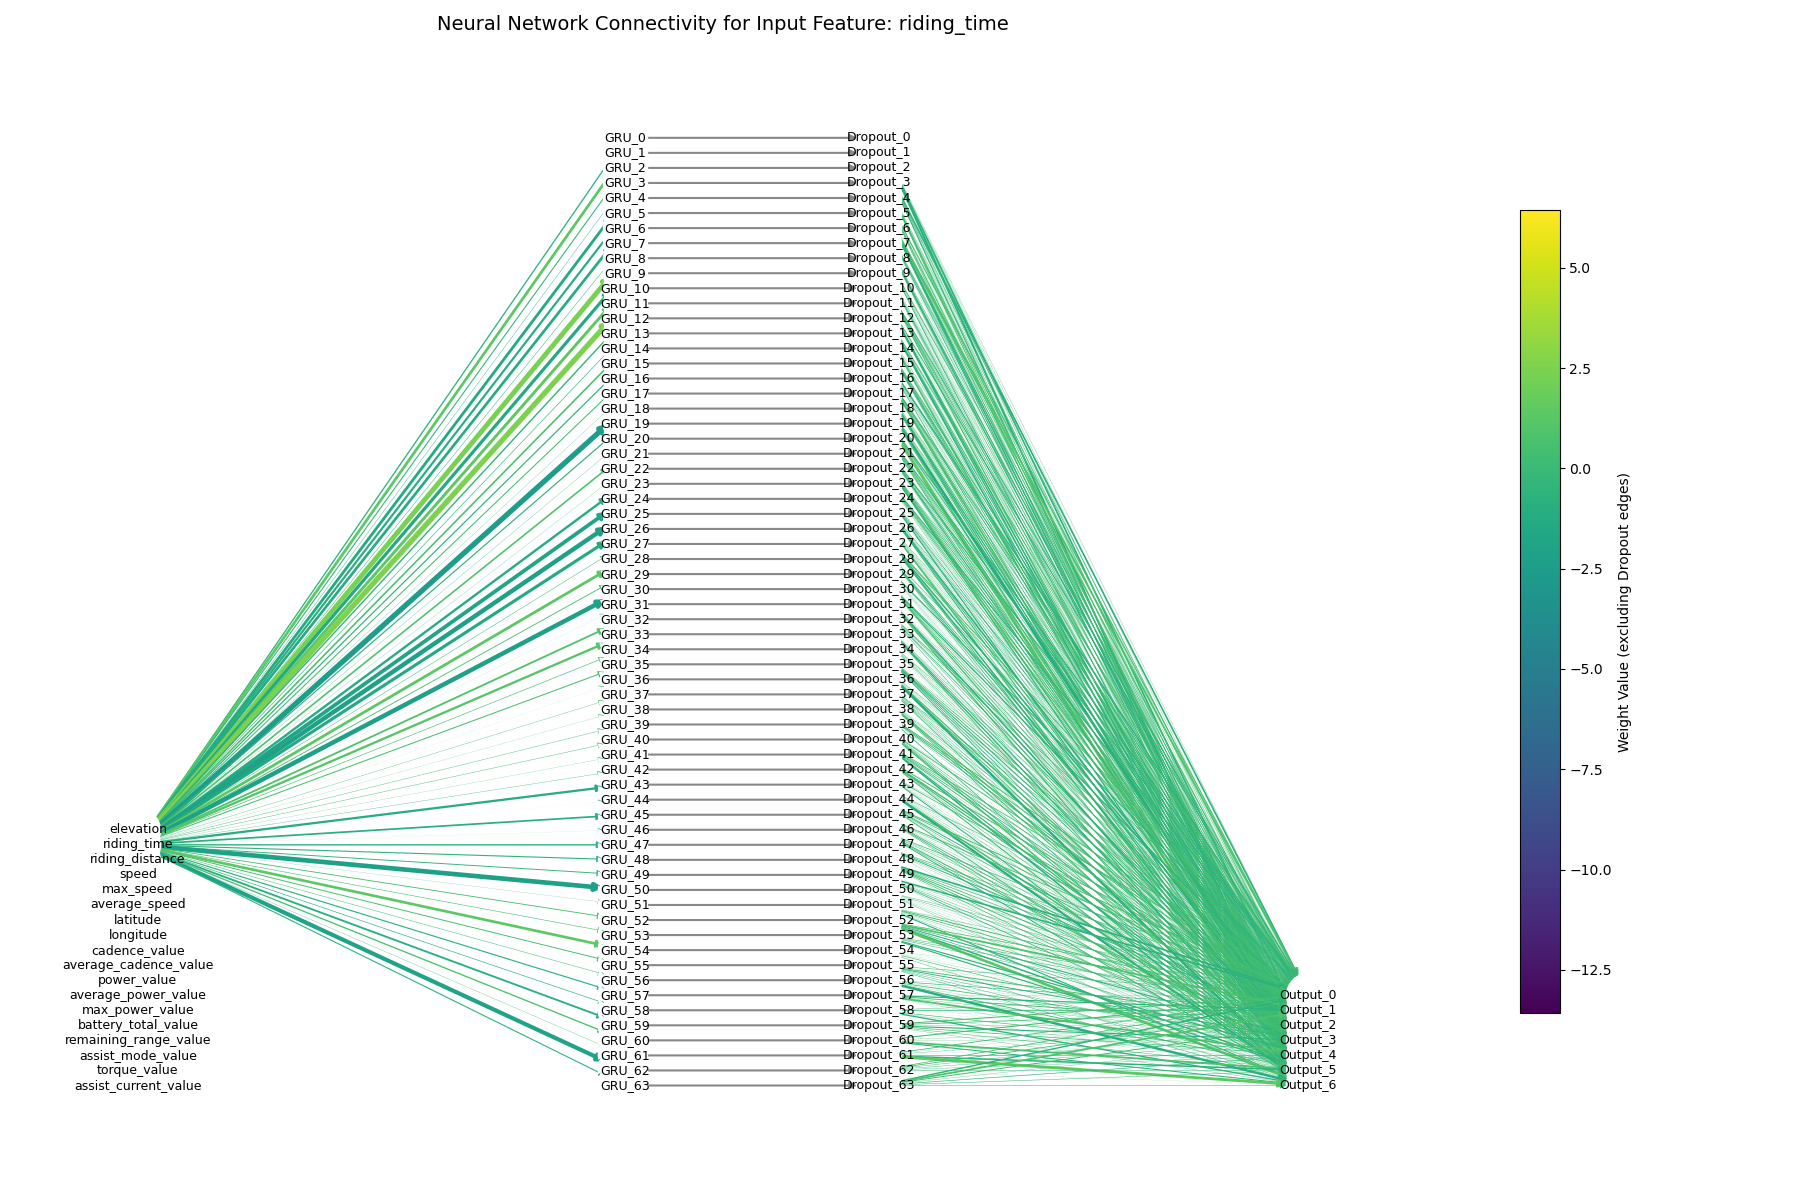 Neural Network Connectivity for Input Feature: riding_time
elevation
riding_time
riding_distance
speed
max_speed
average_speed
latitude
longitude
cadence_value
average_cadence_value
power_value
average_power_value
max_power_value
battery_total_value
remaining_range_value
assist_mode_value
torque_value
assist_current_value
GRU_0
GRU_1
GRU_2
GRU_3
GRU_4
GRU_5
GRU_6
GRU_7
GRU_8
GRU_9
GRU_10
GRU_11
GRU_12
GRU_13
GRU_14
GRU_15
GRU_16
GRU_17
GRU_18
GRU_19
GRU_20
GRU_21
GRU_22
GRU_23
GRU_24
GRU_25
GRU_26
GRU_27
GRU_28
GRU_29
GRU_30
GRU_31
GRU_32
GRU_33
GRU_34
GRU_35
GRU_36
GRU_37
GRU_38
GRU_39
GRU_40
GRU_41
GRU_42
GRU_43
GRU_44
GRU_45
GRU_46
GRU_47
GRU_48
GRU_49
GRU_50
GRU_51
GRU_52
GRU_53
GRU_54
GRU_55
GRU_56
GRU_57
GRU_58
GRU_59
GRU_60
GRU_61
GRU_62
GRU_63
Dropout_0
Dropout_1
Dropout_2
Dropout_3
Dropout_4
Dropout_5
Dropout_6
Dropout_7
Dropout_8
Dropout_9
Dropout_10
Dropout_11
Dropout_12
Dropout_13
Dropout_14
Dropout_15
Dropout_16
Dropout_17
Dropout_18
Dropout_19
Dropout_20
Dropout_21
Dropout_22
Dropout_23
Dropout_24
Dropout_25
Dropout_26
Dropout_27
Dropout_28
Dropout_29
Dropout_30
Dropout_31
Dropout_32
Dropout_33
Dropout_34
Dropout_35
Dropout_36
Dropout_37
Dropout_38
Dropout_39
Dropout_40
Dropout_41
Dropout_42
Dropout_43
Dropout_44
Dropout_45
Dropout_46
Dropout_47
Dropout_48
Dropout_49
Dropout_50
Dropout_51
Dropout_52
Dropout_53
Dropout_54
Dropout_55
Dropout_56
Dropout_57
Dropout_58
Dropout_59
Dropout_60
Dropout_61
Dropout_62
Dropout_63
Output_0
Output_1
Output_2
Output_3
Output_4
Output_5
Output_6
5.0
2.5
0.0
−2.5
−5.0
−7.5
−10.0
−12.5
Weight Value (excluding Dropout edges)